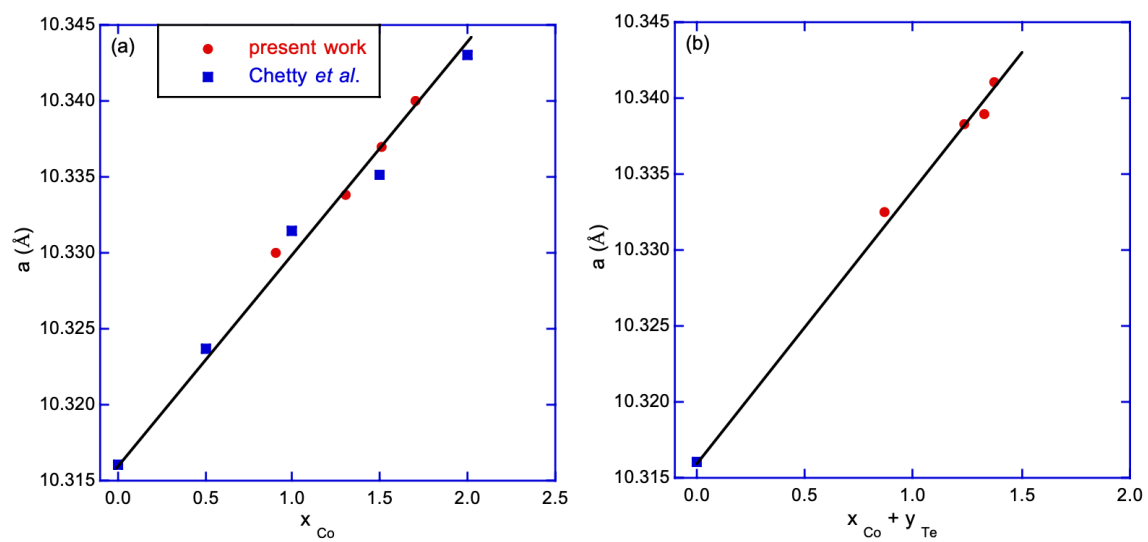 (a)
present work
Chetty et al.
10.345
10.340
10.335
10.330
10.325
10.320
10.315
a (Å)
0.0 0.5 1.0 1.5 2.0 2.5
x Co
(b)
10.345
10.340
10.335
10.330
10.325
10.320
10.315
a (Å)
0.0 0.5 1.0 1.5 2.0
x Co + y Te